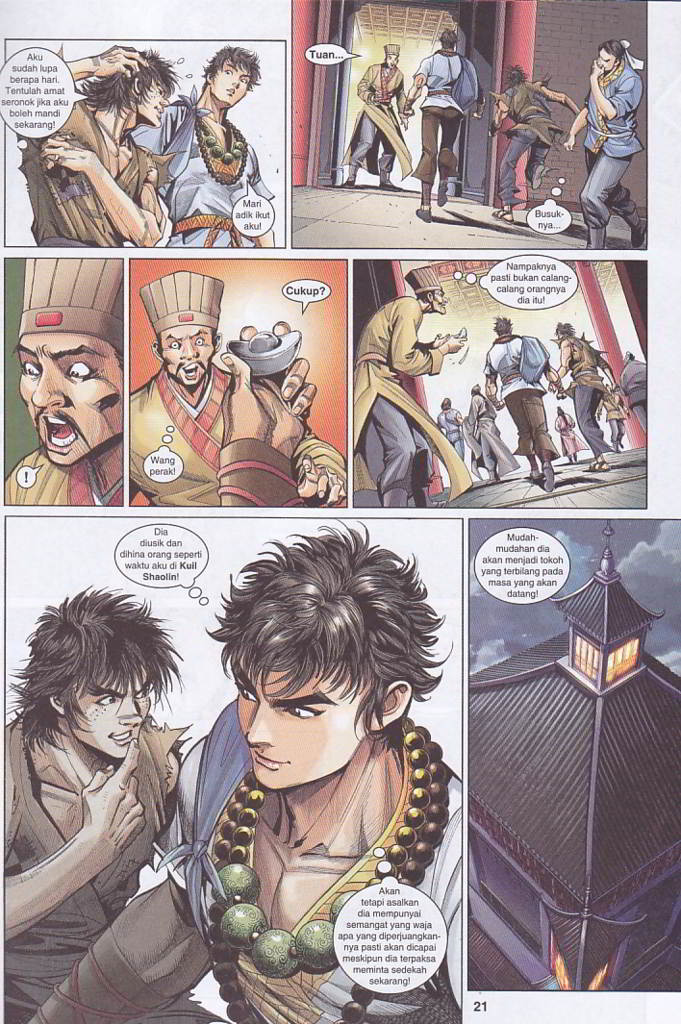 Aku
sudah lupa
berapa hari.
Tentulah amat
seronok jika aku
boleh mandi
sekarang!
Mari
adik ikut
aku!
Tuan...
Busuk-
nya...
!
Wang
perak!
Cukup?
Nampaknya
pasti bukan calang-
calang orangnya
dia itu!
Dia
diusik dan
dihina orang seperti
waktu aku di Kuil
Shaolin!
Akan
tetapi asalkan
dia mempunyai
semangat yang waja
apa yang diperjuangkan-
nya pasti akan dicapai
meskipun dia terpaksa
meminta sedekah
sekarang!
Mudah-
mudahan dia
akan menjadi tokoh
yang terbilang pada
masa yang akan
datang!
21